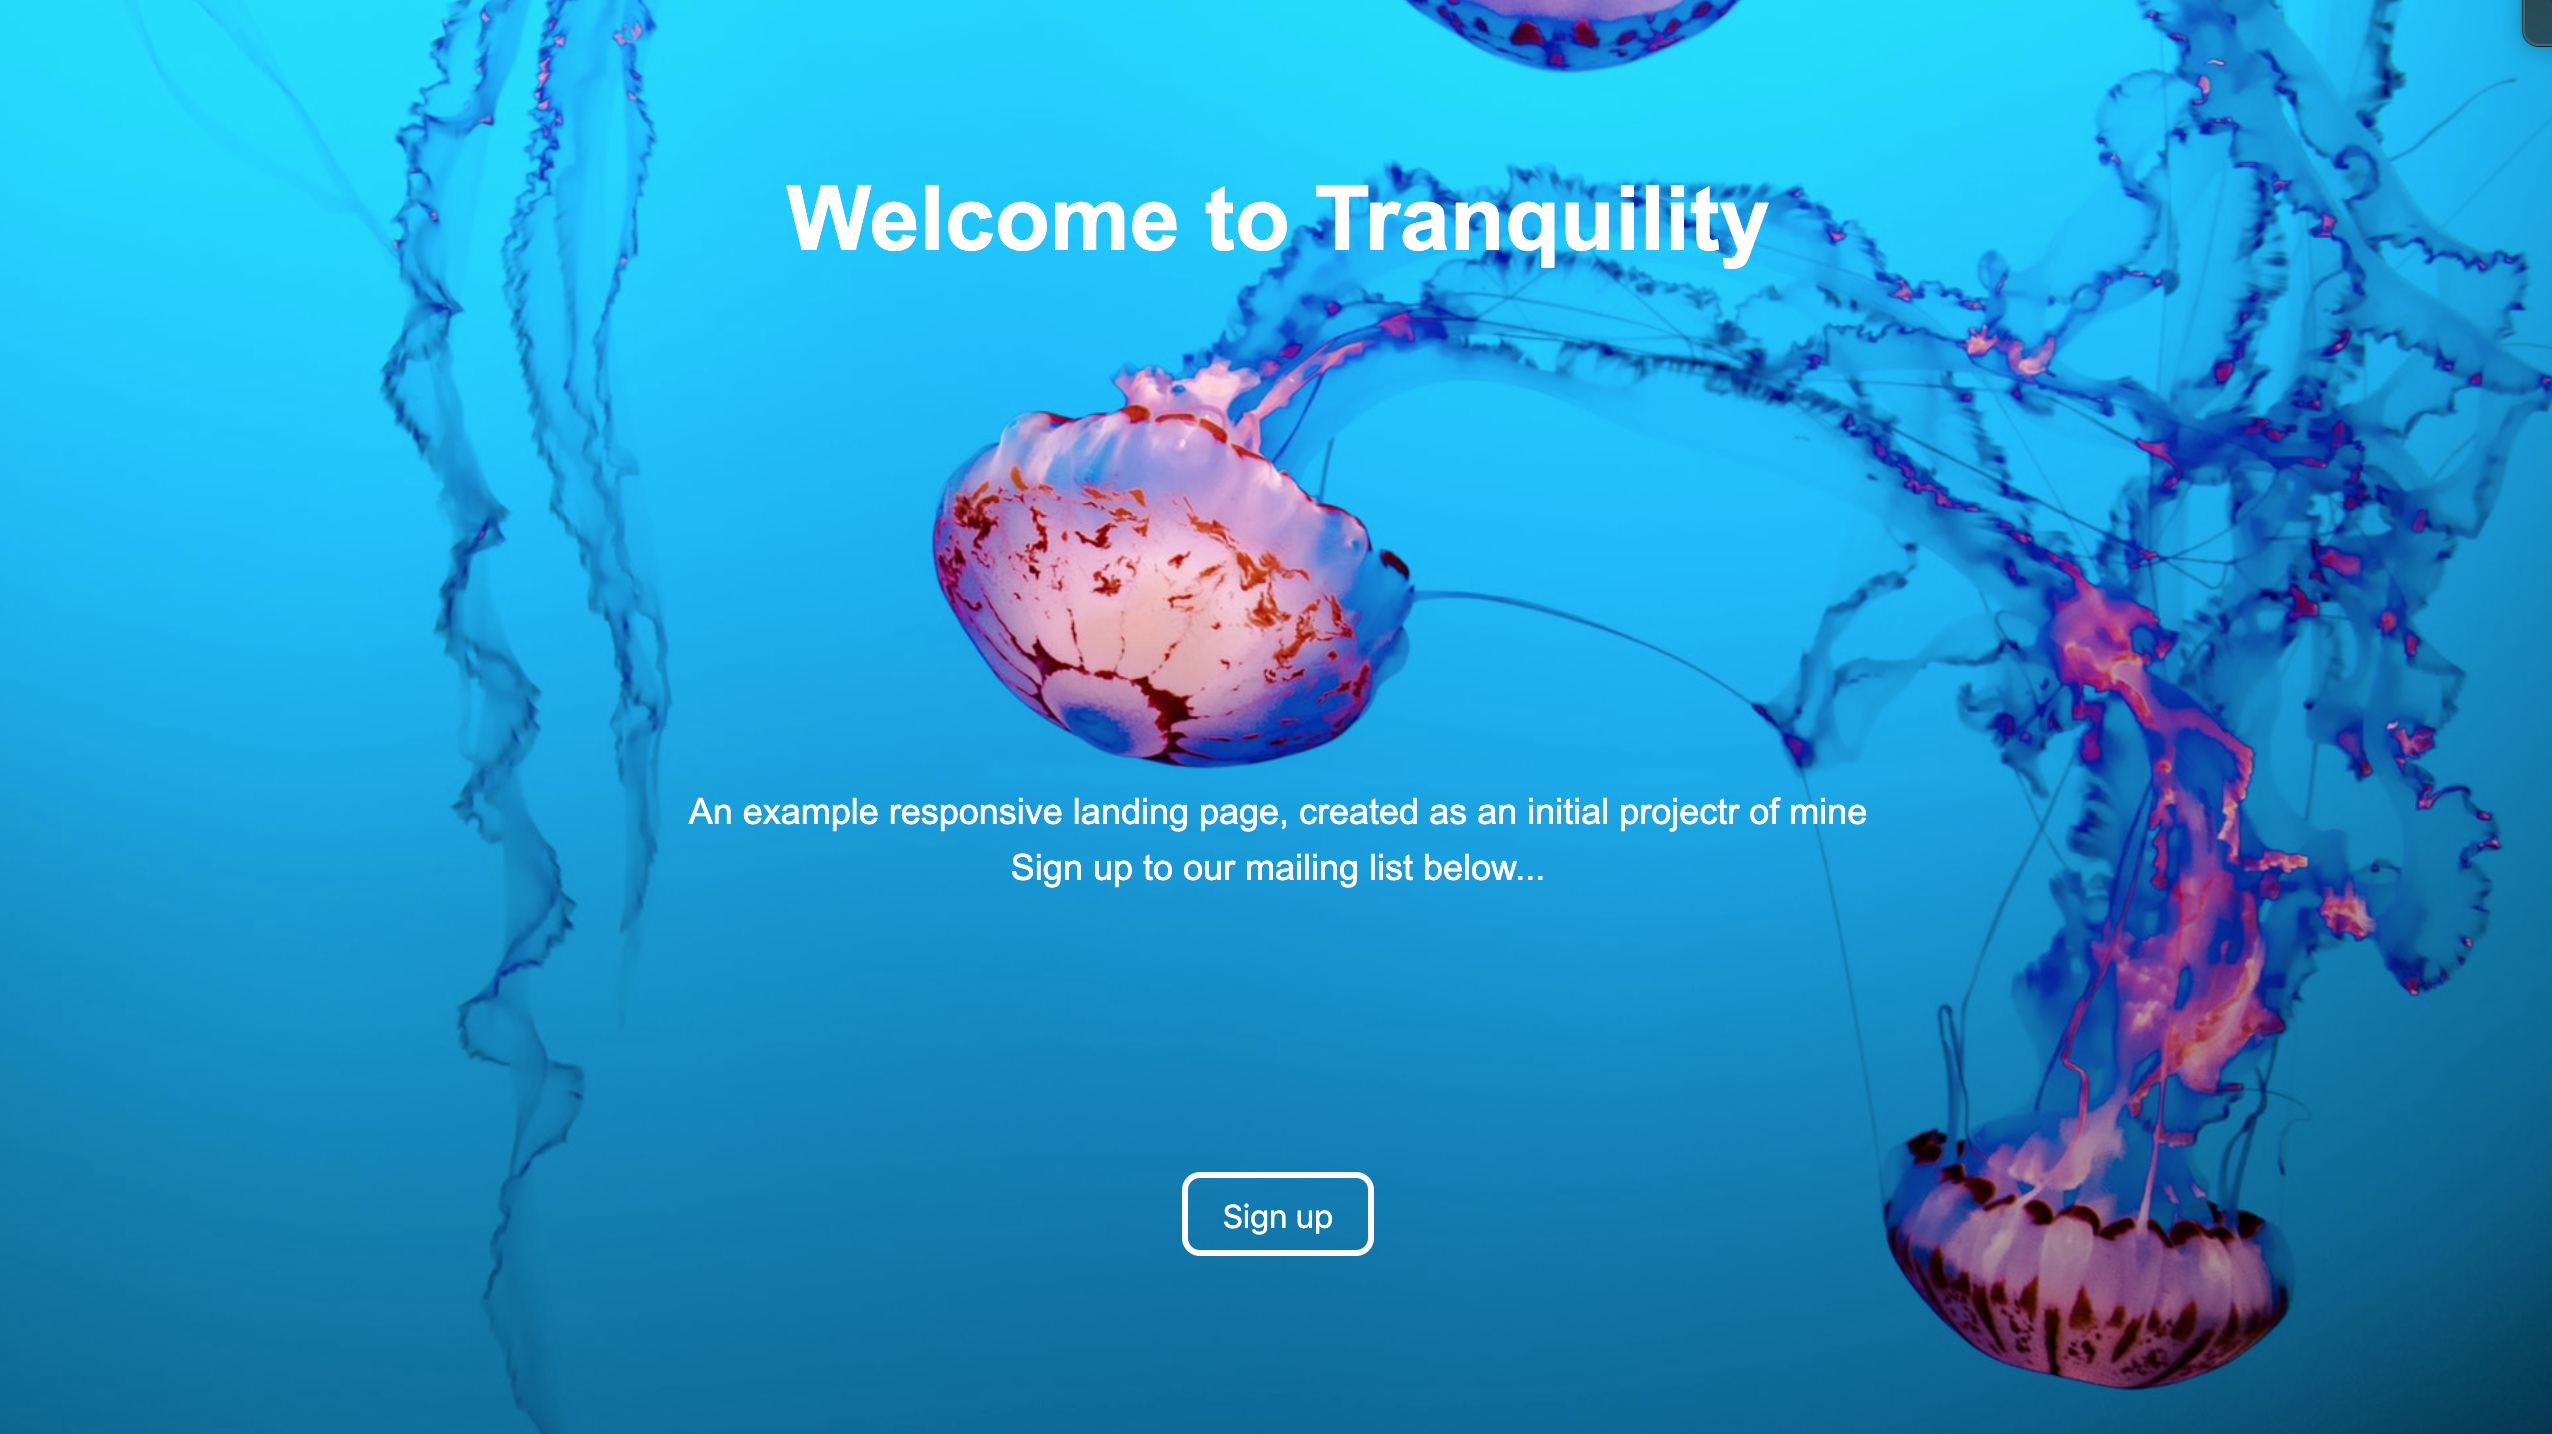 Welcome to Tranquility
An example responsive landing page, created as an initial projectr of mine
Sign up to our mailing list below...
Sign up